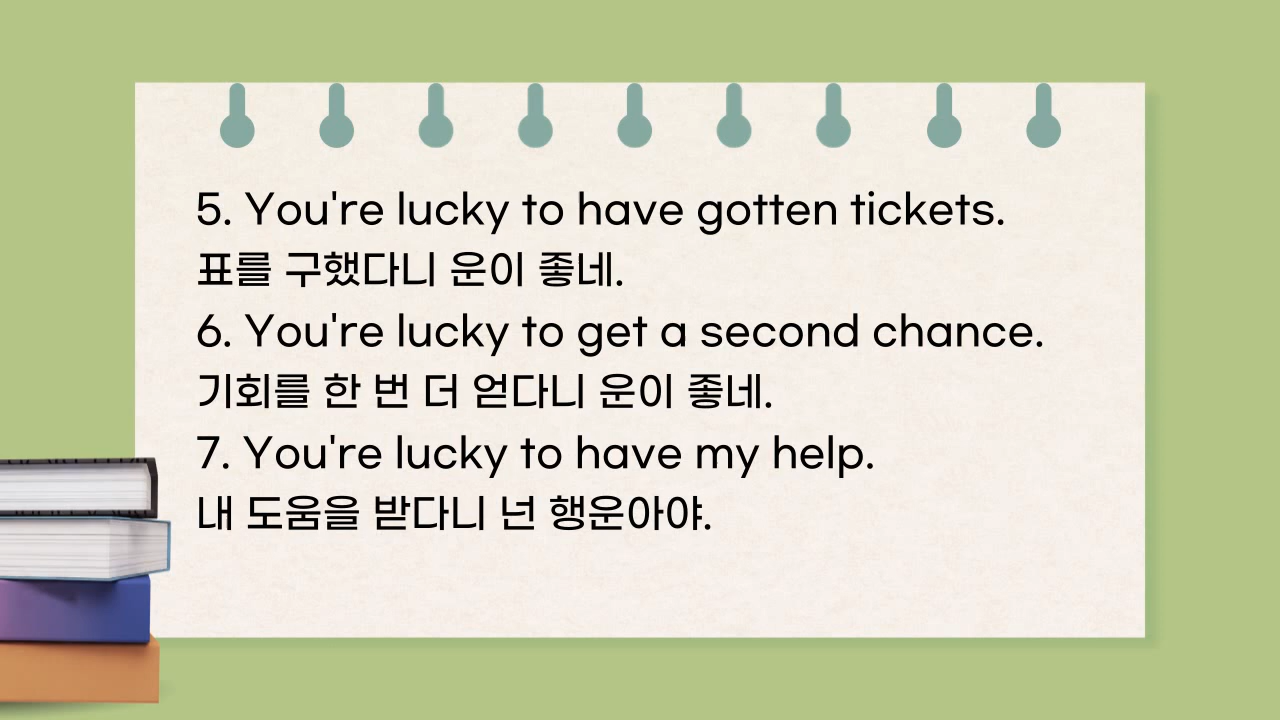 5. You're lucky to have gotten tickets.
표를 구했다니 운이 좋네.
6. You're lucky to get a second chance.
기회를 한 번 더 얻다니 운이 좋네.
7. You're lucky to have my help.
내 도움을 받다니 넌 행운아야.